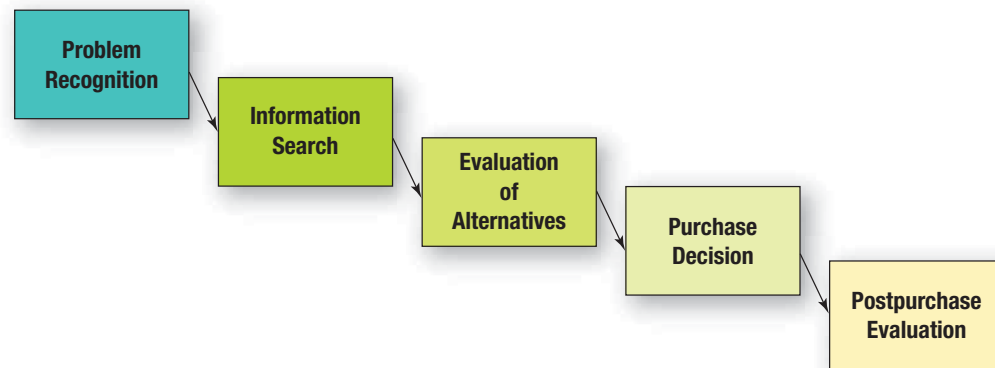 Problem
Recognition
Information
Search
Evaluation
of
Alternatives
Purchase
Decision
Postpurchase
Evaluation